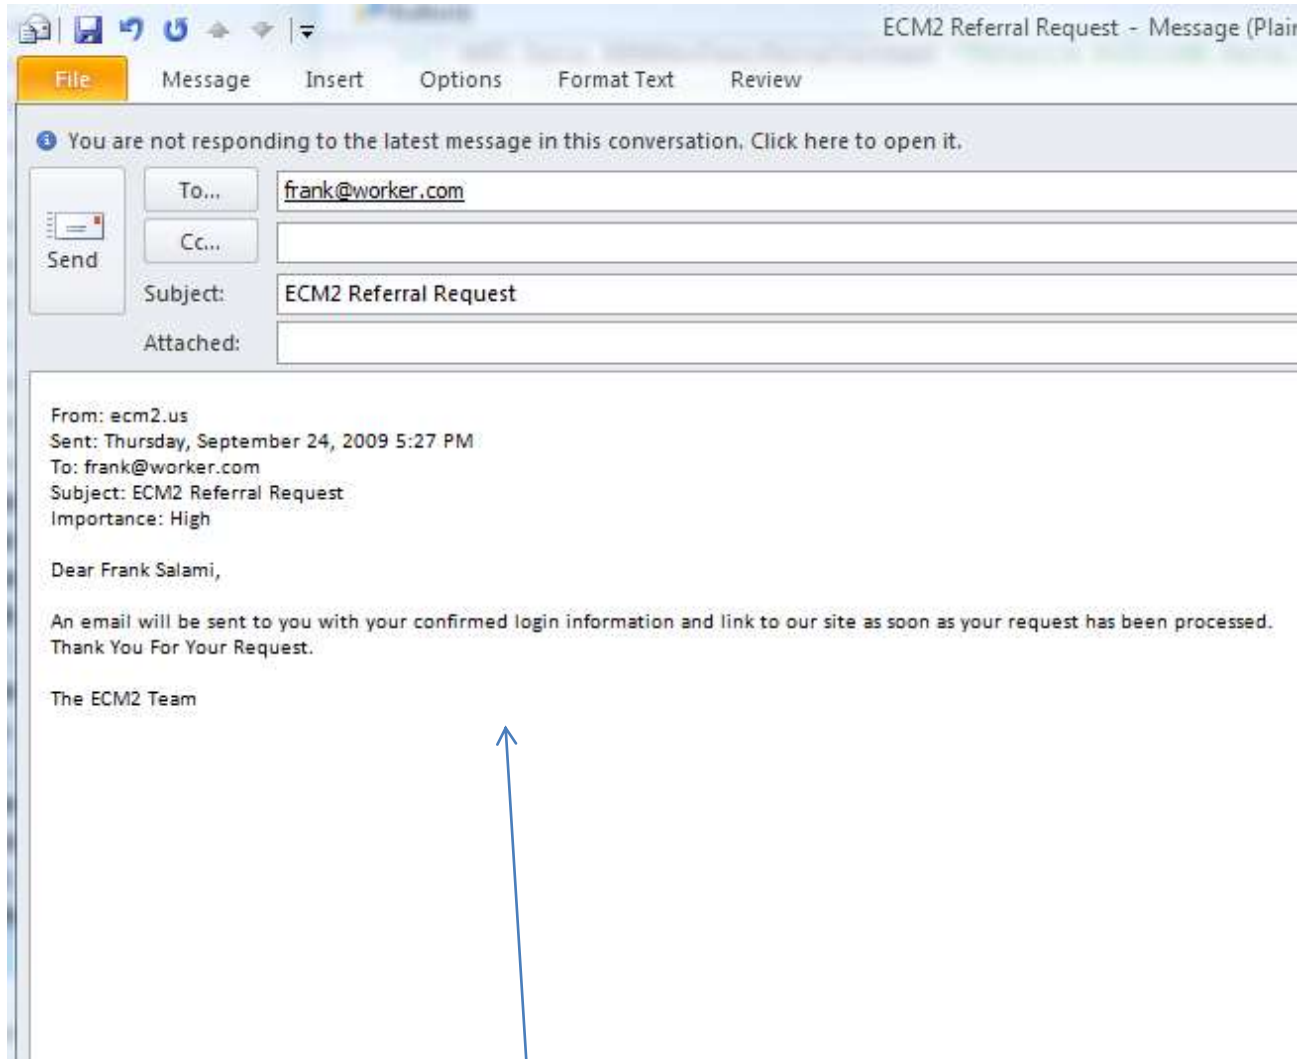 ECM2 Referral Request - Message (Plain
File Message Insert Options Format Text Review
You are not responding to the latest message in this conversation. Click here to open it.
To... frank@worker.com
Cc...
Send
Subject: ECM2 Referral Request
Attached:
From: ecm2.us
Sent: Thursday, September 24, 2009 5:27 PM
To: frank@worker.com
Subject: ECM2 Referral Request
Importance: High
Dear Frank Salami,
An email will be sent to you with your confirmed login information and link to our site as soon as your request has been processed.
Thank You For Your Request.
The ECM2 Team